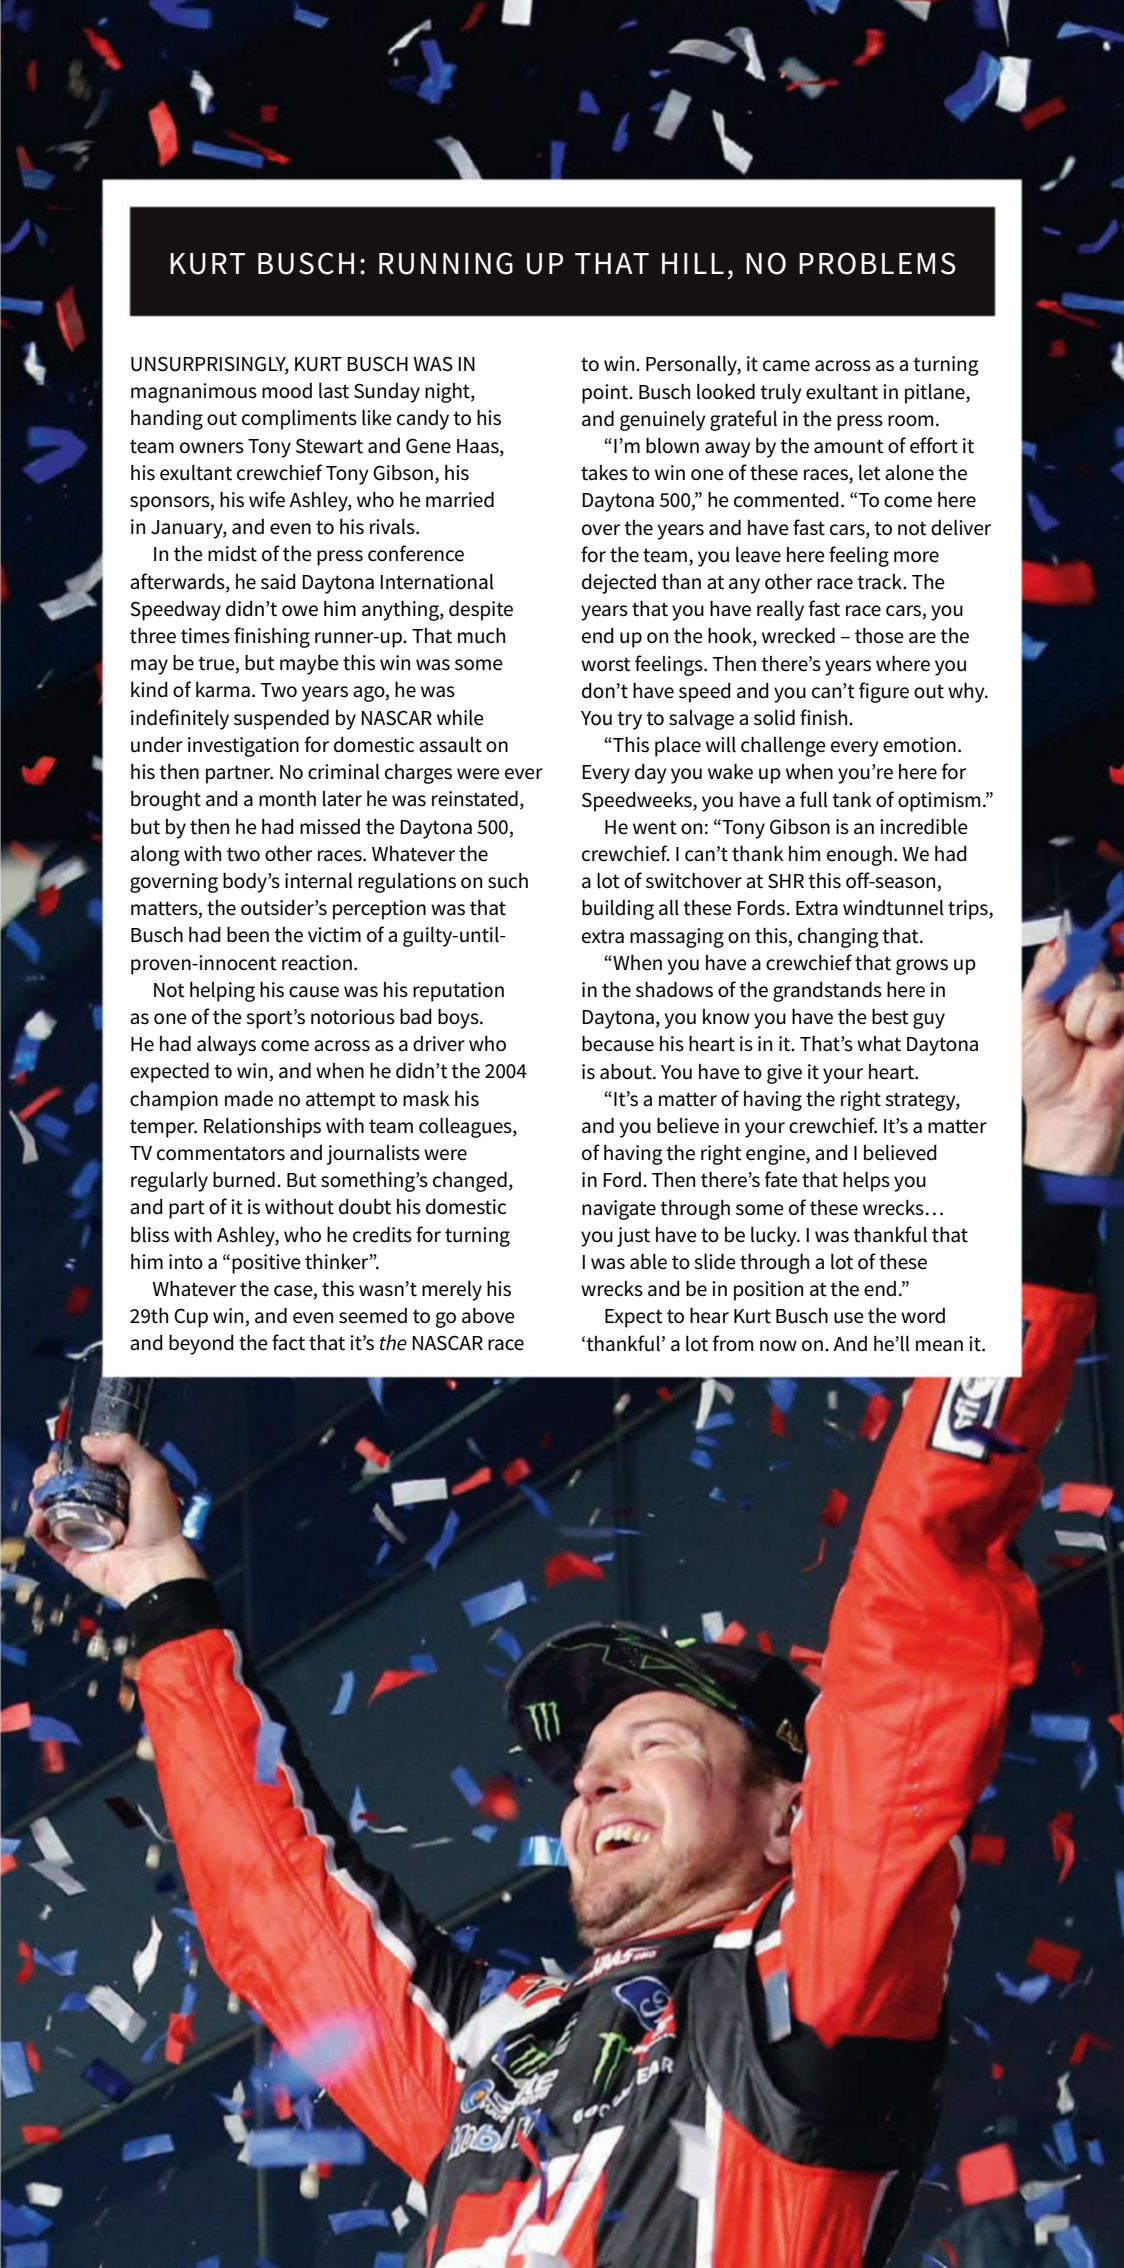 KURT BUSCH: RUNNING UP THAT HILL, NO PROBLEMS
UNSURPRISINGLY, KURT BUSCH WAS IN
magnanimous mood last Sunday night,
handing out compliments like candy to his
team owners Tony Stewart and Gene Haas,
his exultant crewchief Tony Gibson, his
sponsors, his wife Ashley, who he married
in January, and even to his rivals.
In the midst of the press conference
afterwards, he said Daytona International
Speedway didn’t owe him anything, despite
three times finishing runner-up. That much
may be true, but maybe this win was some
kind of karma. Two years ago, he was
indefinitely suspended by NASCAR while
under investigation for domestic assault on
his then partner. No criminal charges were ever
brought and a month later he was reinstated,
but by then he had missed the Daytona 500,
along with two other races. Whatever the
governing body’s internal regulations on such
matters, the outsider’s perception was that
Busch had been the victim of a guilty-until-
proven-innocent reaction.
Not helping his cause was his reputation
as one of the sport’s notorious bad boys.
He had always come across as a driver who
expected to win, and when he didn’t the 2004
champion made no attempt to mask his
temper. Relationships with team colleagues,
TV commentators and journalists were
regularly burned. But something’s changed,
and part of it is without doubt his domestic
bliss with Ashley, who he credits for turning
him into a “positive thinker”.
Whatever the case, this wasn’t merely his
29th Cup win, and even seemed to go above
and beyond the fact that it’s the NASCAR race
to win. Personally, it came across as a turning
point. Busch looked truly exultant in pitlane,
and genuinely grateful in the press room.
“I’m blown away by the amount of effort it
takes to win one of these races, let alone the
Daytona 500,” he commented. “To come here
over the years and have fast cars, to not deliver
for the team, you leave here feeling more
dejected than at any other race track. The
years that you have really fast race cars, you
end up on the hook, wrecked – those are the
worst feelings. Then there’s years where you
don’t have speed and you can’t figure out why.
You try to salvage a solid finish.
“This place will challenge every emotion.
Every day you wake up when you’re here for
Speedweeks, you have a full tank of optimism.”
He went on: “Tony Gibson is an incredible
crewchief. I can’t thank him enough. We had
a lot of switchover at SHR this off-season,
building all these Fords. Extra windtunnel trips,
extra massaging on this, changing that.
“When you have a crewchief that grows up
in the shadows of the grandstands here in
Daytona, you know you have the best guy
because his heart is in it. That’s what Daytona
is about. You have to give it your heart.
“It’s a matter of having the right strategy,
and you believe in your crewchief. It’s a matter
of having the right engine, and I believed
in Ford. Then there’s fate that helps you
navigate through some of these wrecks…
you just have to be lucky. I was thankful that
I was able to slide through a lot of these
wrecks and be in position at the end.”
Expect to hear Kurt Busch use the word
‘thankful’ a lot from now on. And he’ll mean it.
sfi